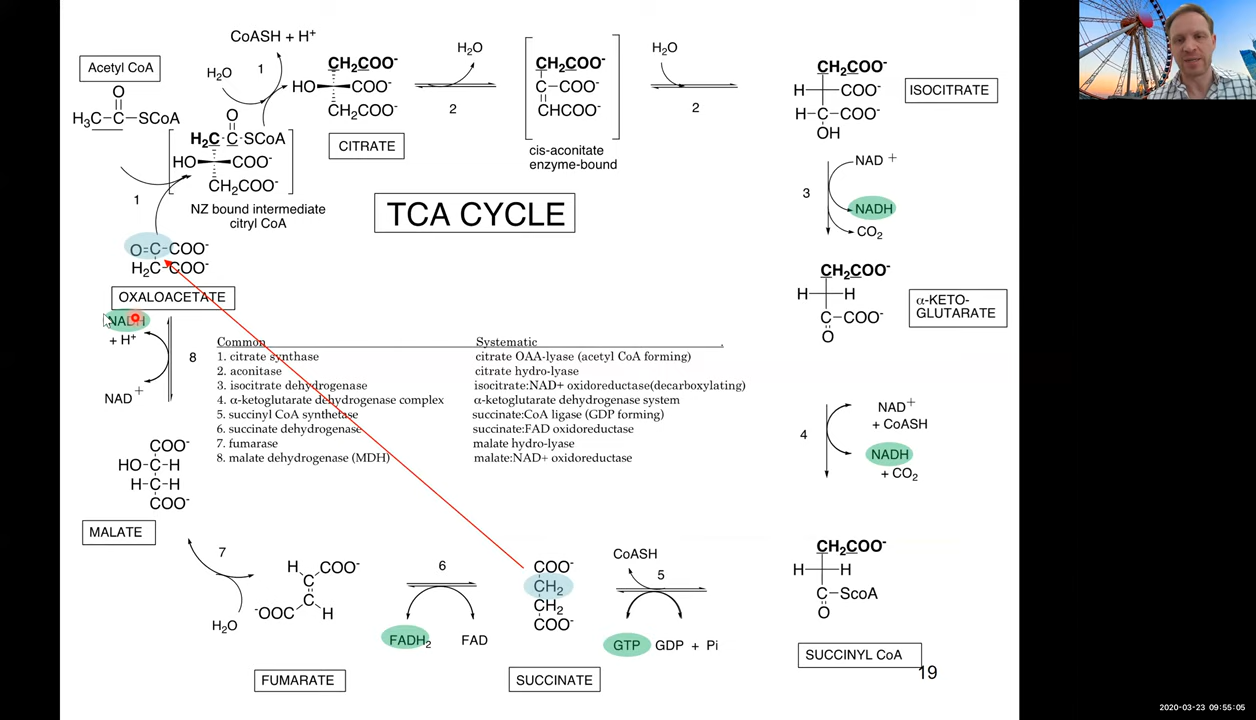 Acetyl CoA
O
H₃C-C-SCoA
CoASH + H⁺
H₂O
1
O
H₂C-C-SCoA
HO COO⁻
CH₂COO⁻
NZ bound intermediate
citryl CoA
1
CH₂COO⁻
HO COO⁻
CH₂COO⁻
CITRATE
H₂O
2
CH₂COO⁻
C-COO⁻
CHCOO⁻
cis-aconitate
enzyme-bound
H₂O
2
CH₂COO⁻
H COO⁻
H-C-COO⁻
OH
ISOCITRATE
TCA CYCLE
3
NAD +
NADH
CO₂
O=C-COO⁻
H₂C-COO⁻
OXALOACETATE
CH₂COO⁻
H H
C-COO⁻
O
α-KETO-
GLUTARATE
NADH
+ H⁺
8
NAD +
Common Systematic .
1. citrate synthase citrate OAA-lyase (acetyl CoA forming)
2. aconitase citrate hydro-lyase
3. isocitrate dehydrogenase isocitrate:NAD+ oxidoreductase(decarboxylating)
4. α-ketoglutarate dehydrogenase complex α-ketoglutarate dehydrogenase system
5. succinyl CoA synthetase succinate:CoA ligase (GDP forming)
6. succinate dehydrogenase succinate:FAD oxidoreductase
7. fumarase malate hydro-lyase
8. malate dehydrogenase (MDH) malate:NAD+ oxidoreductase
4
NAD⁺
+ CoASH
NADH
+ CO₂
COO⁻
HO-C-H
H-C-H
COO⁻
MALATE
7
H₂O
H COO⁻
C
C
⁻OOC H
FUMARATE
6
FADH₂ FAD
COO⁻
CH₂
CH₂
COO⁻
SUCCINATE
CoASH
5
GTP GDP + Pi
CH₂COO⁻
H H
C-ScoA
O
SUCCINYL CoA
19
2020-03-23 09:55:05